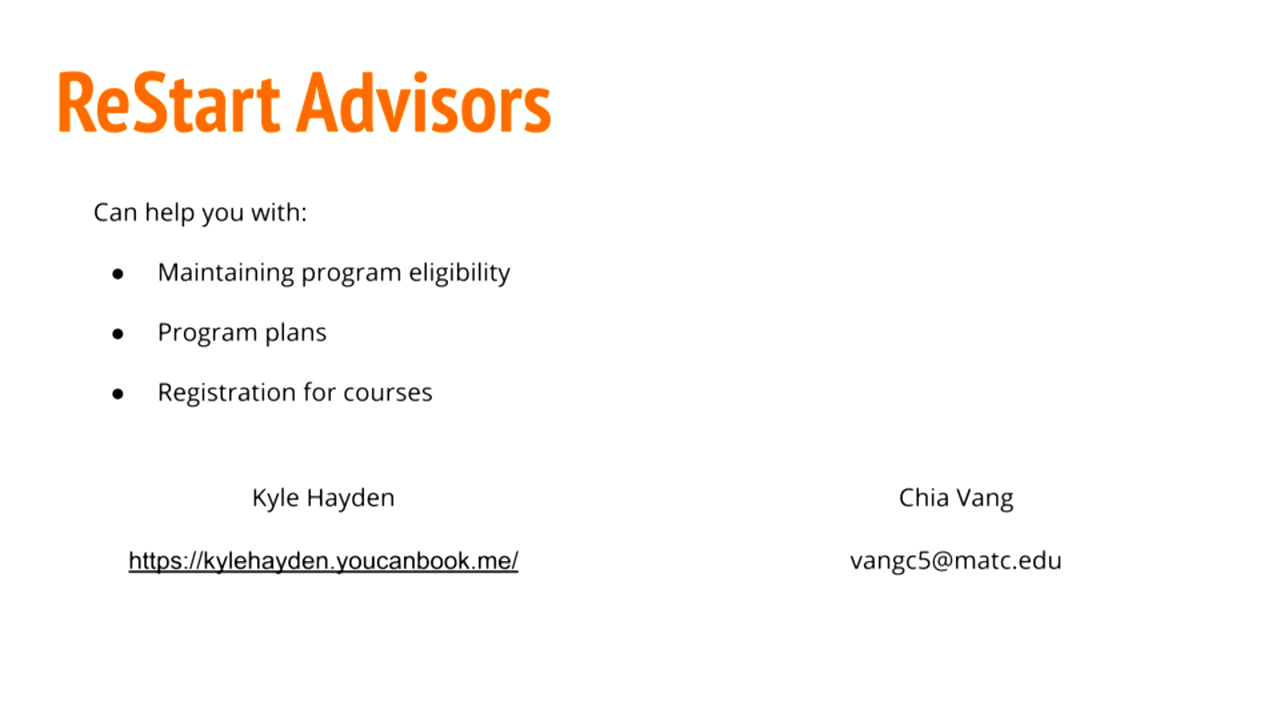 ReStart Advisors
Can help you with:
● Maintaining program eligibility
● Program plans
● Registration for courses
Kyle Hayden
https://kylehayden.youcanbook.me/
Chia Vang
vangc5@matc.edu